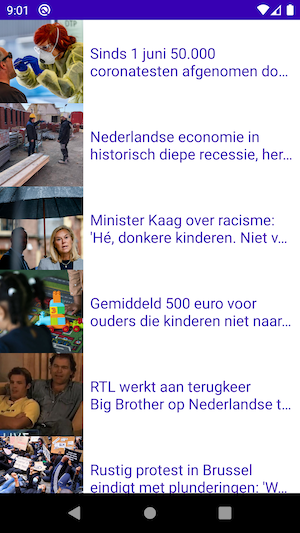 9:01
Sinds 1 juni 50.000
coronatesten afgenomen do...
Nederlandse economie in
historisch diepe recessie, her...
Minister Kaag over racisme:
'Hé, donkere kinderen. Niet v...
Gemiddeld 500 euro voor
ouders die kinderen niet naar...
RTL werkt aan terugkeer
Big Brother op Nederlandse t...
LIVE
Rustig protest in Brussel
eindigt met plunderingen: 'W...